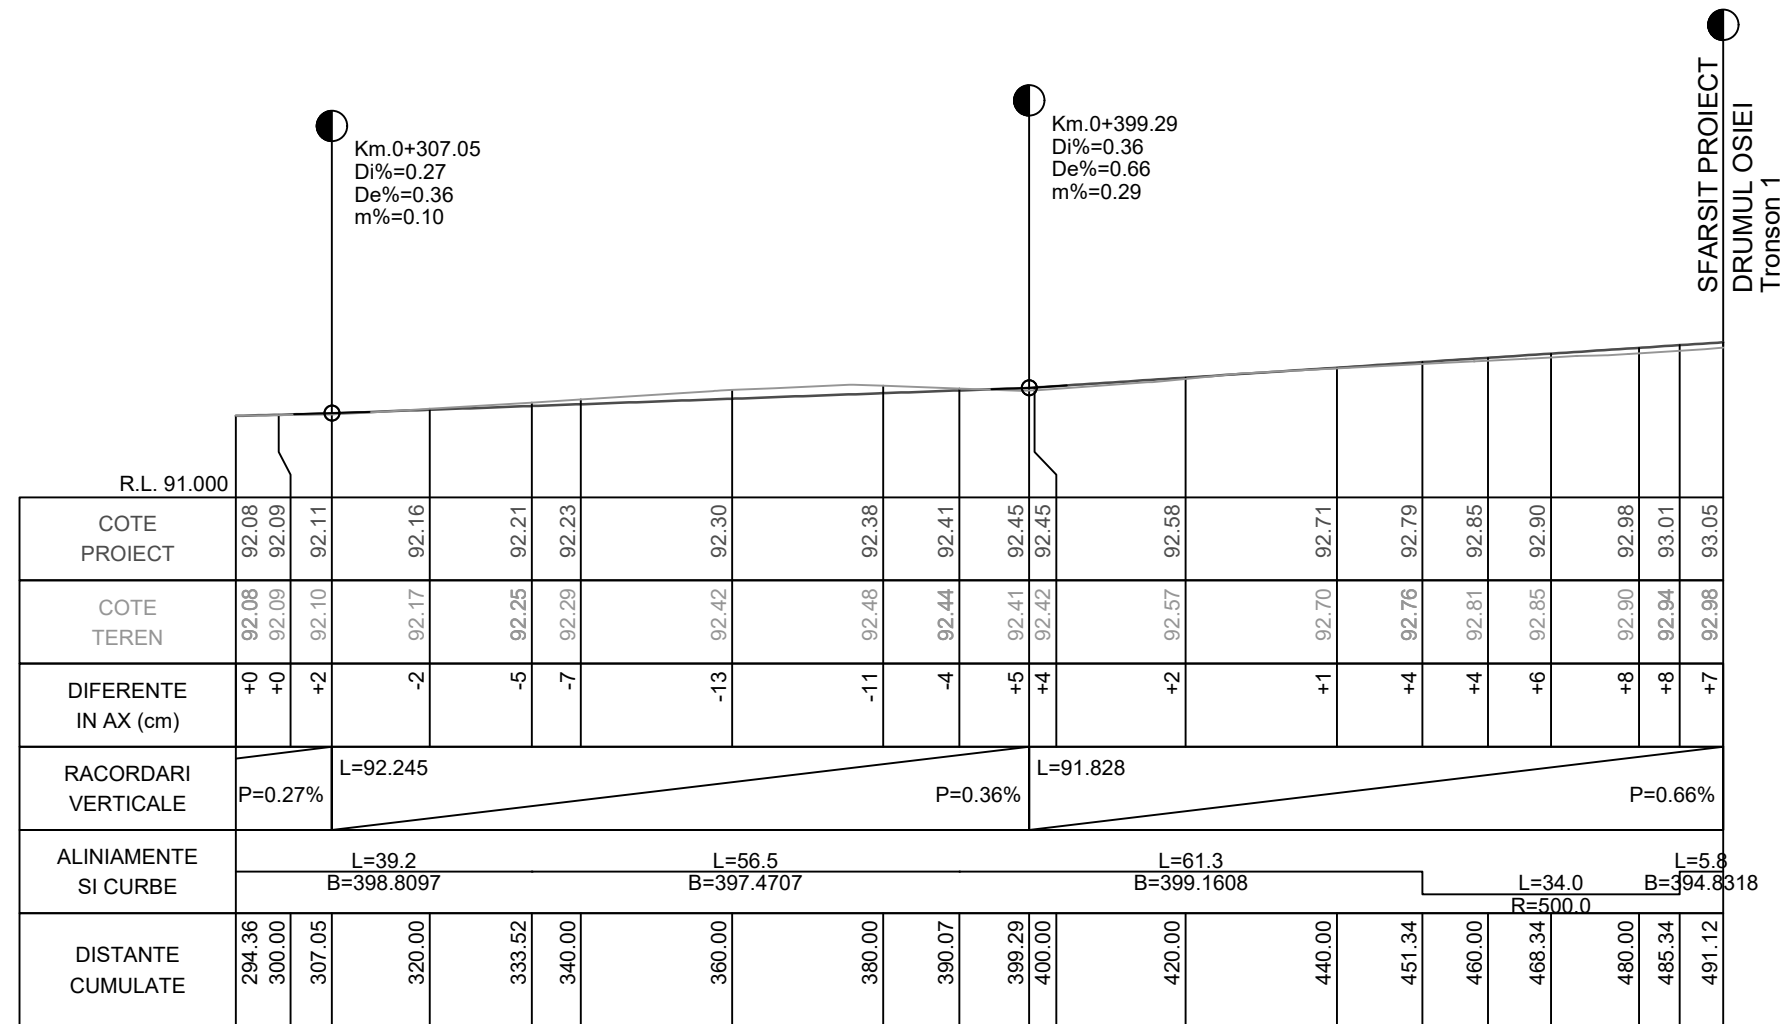 SFARSIT PROIECT
DRUMUL OSIEI
Tronson 1
Km.0+307.05
Di%=0.27
De%=0.36
m%=0.10
Km.0+399.29
Di%=0.36
De%=0.66
m%=0.29
R.L. 91.000
COTE
PROIECT
92.08 92.09 92.11 92.16 92.21 92.23 92.30 92.38 92.41 92.45 92.45 92.58 92.71 92.79 92.85 92.90 92.98 93.01 93.05
COTE
TEREN
92.08 92.09 92.10 92.17 92.25 92.29 92.42 92.48 92.44 92.41 92.42 92.57 92.70 92.76 92.81 92.85 92.90 92.94 92.98
DIFERENTE
IN AX (cm)
+0 +0 +2 -2 -5 -7 -13 -11 -4 +5 +4 +2 +1 +4 +4 +6 +8 +8 +7
RACORDARI
VERTICALE
L=92.245 L=91.828
P=0.27% P=0.36% P=0.66%
ALINIAMENTE
SI CURBE
L=39.2 L=56.5 L=61.3 L=5.8
B=398.8097 B=397.4707 B=399.1608 L=34.0 B=394.8318
R=500.0
DISTANTE
CUMULATE
294.36 300.00 307.05 320.00 333.52 340.00 360.00 380.00 390.07 399.29 400.00 420.00 440.00 451.34 460.00 468.34 480.00 485.34 491.12